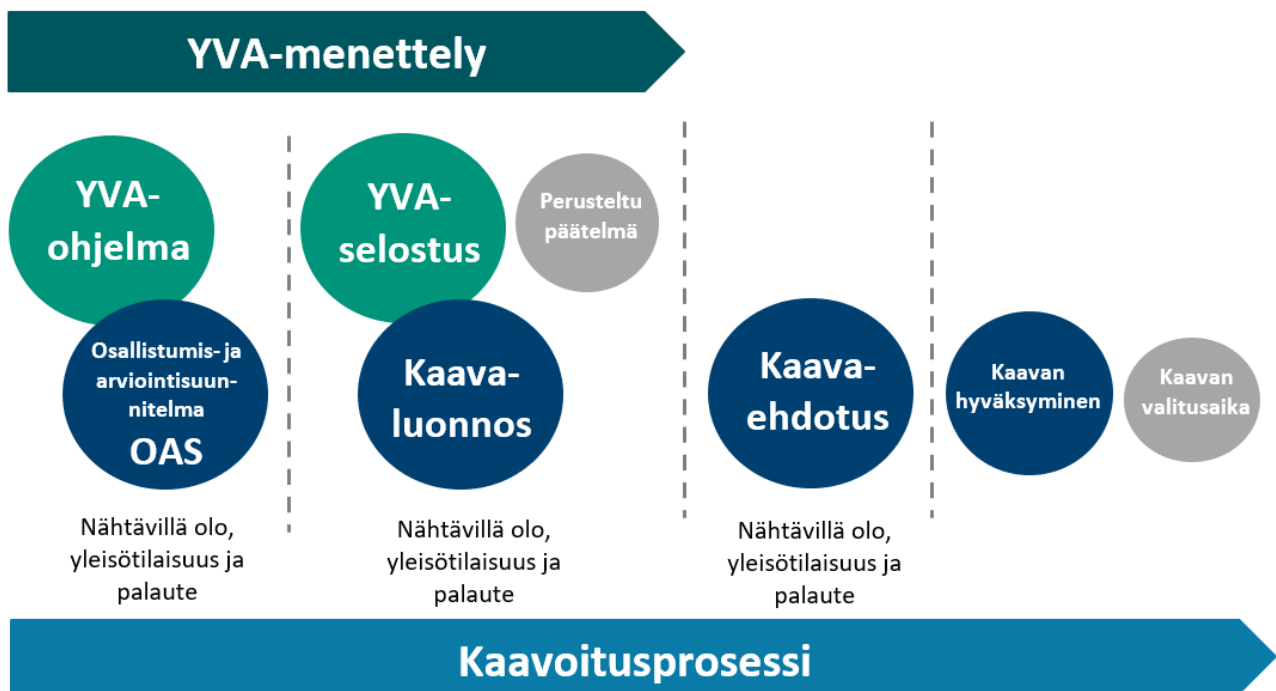 YVA-menettely
YVA-
ohjelma
Osallistumis- ja
arviointisuun-
nitelma
OAS
Nähtävillä olo,
yleisötilaisuus ja
palaute
YVA-
selostus
Perusteltu
päätelmä
Kaava-
luonnos
Nähtävillä olo,
yleisötilaisuus ja
palaute
Kaava-
ehdotus
Nähtävillä olo,
yleisötilaisuus ja
palaute
Kaavan
hyväksyminen
Kaavan
valitusaika
Kaavoitusprosessi